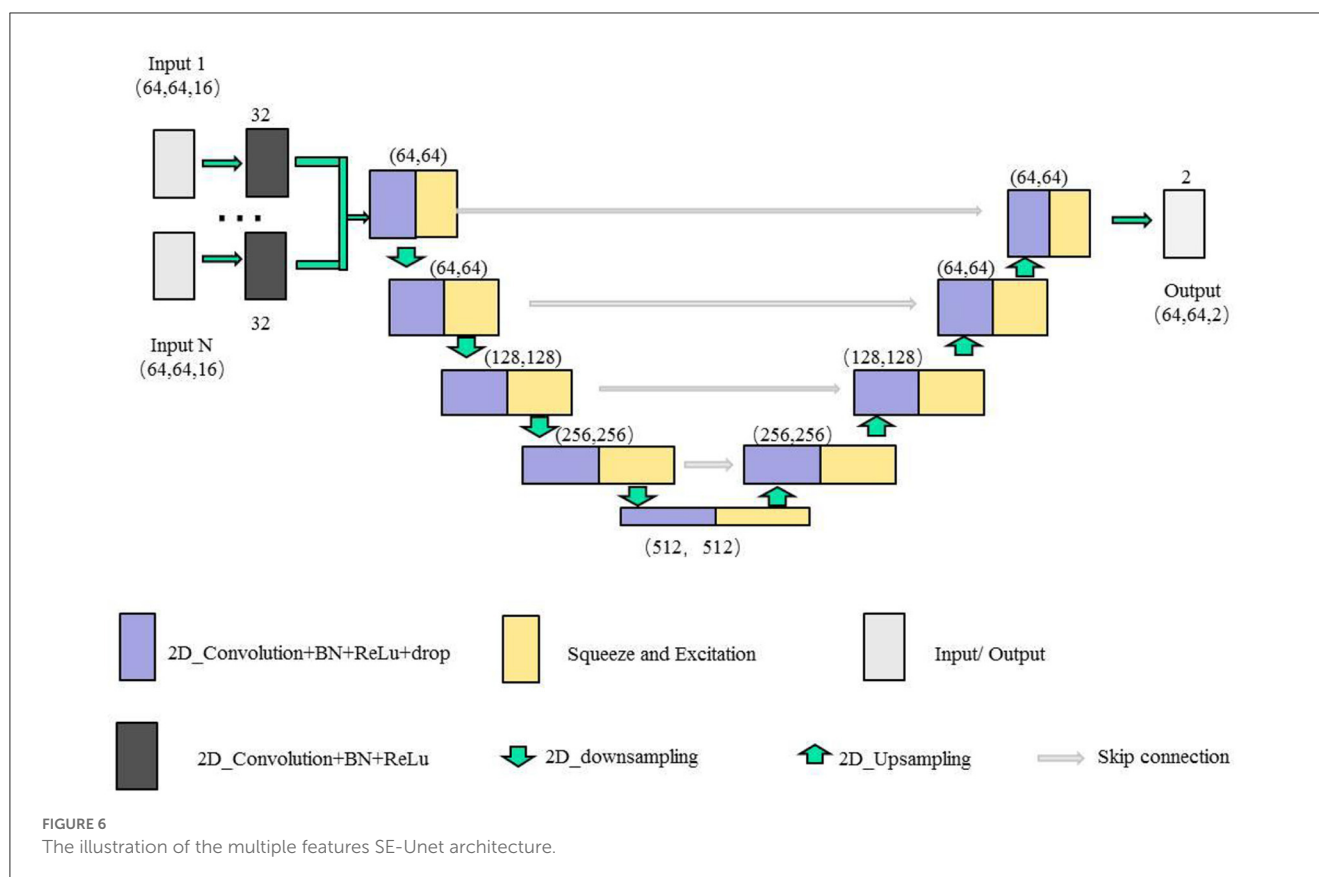 Input 1
(64,64,16)
32
. . .
32
Input N
(64,64,16)
(64,64)
(64,64)
(128,128)
(256,256)
(512, 512)
(256,256)
(128,128)
(64,64)
(64,64)
2
Output
(64,64,2)
2D_Convolution+BN+ReLu+drop
Squeeze and Excitation
Input/ Output
2D_Convolution+BN+ReLu
2D_downsampling
2D_Upsampling
Skip connection
FIGURE 6
The illustration of the multiple features SE-Unet architecture.